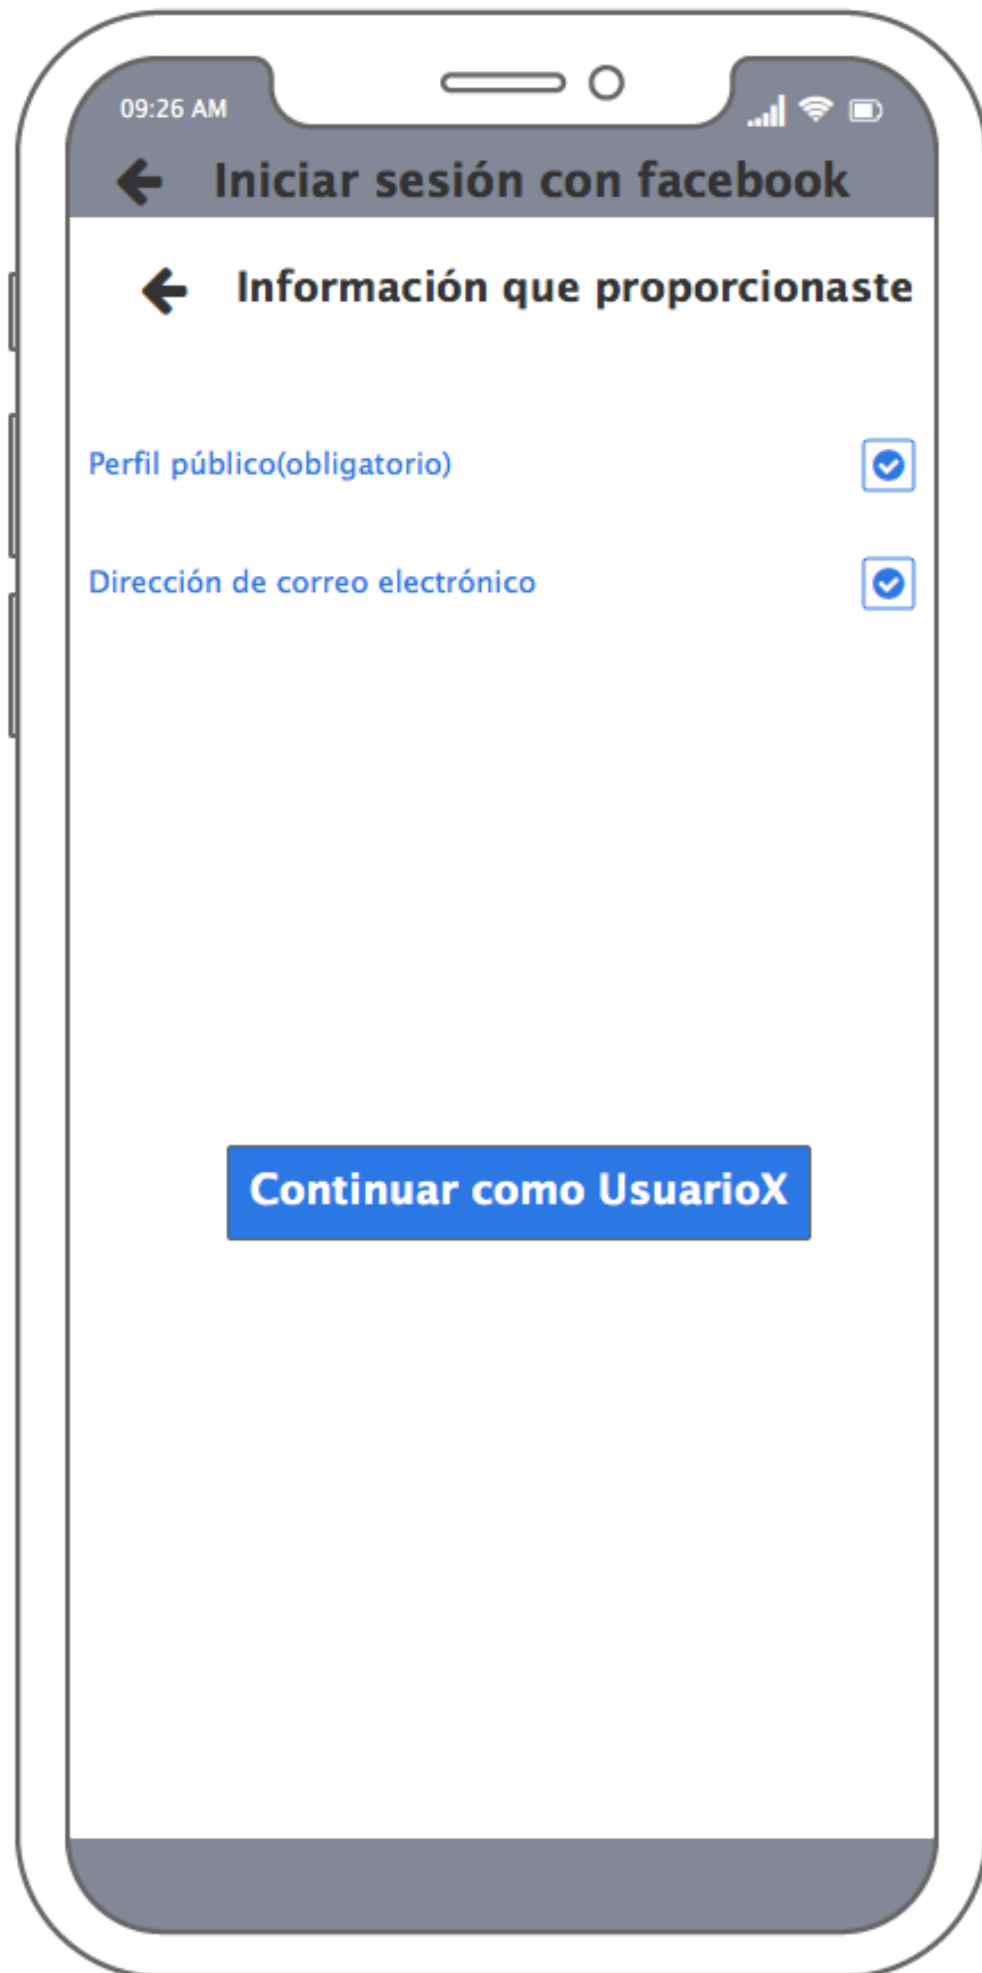 09:26 AM
Iniciar sesión con facebook
Información que proporcionaste
Perfil público(obligatorio)
Dirección de correo electrónico
Continuar como UsuarioX